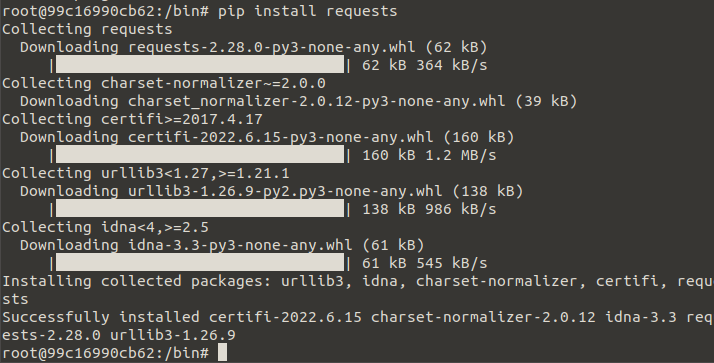 root@99c16990cb62:/bin# pip install requests
Collecting requests
  Downloading requests-2.28.0-py3-none-any.whl (62 kB)
     |████████████████████████████████| 62 kB 364 kB/s
Collecting charset-normalizer~=2.0.0
  Downloading charset_normalizer-2.0.12-py3-none-any.whl (39 kB)
Collecting certifi>=2017.4.17
  Downloading certifi-2022.6.15-py3-none-any.whl (160 kB)
     |████████████████████████████████| 160 kB 1.2 MB/s
Collecting urllib3<1.27,>=1.21.1
  Downloading urllib3-1.26.9-py2.py3-none-any.whl (138 kB)
     |████████████████████████████████| 138 kB 986 kB/s
Collecting idna<4,>=2.5
  Downloading idna-3.3-py3-none-any.whl (61 kB)
     |████████████████████████████████| 61 kB 545 kB/s
Installing collected packages: urllib3, idna, charset-normalizer, certifi, reque
sts
Successfully installed certifi-2022.6.15 charset-normalizer-2.0.12 idna-3.3 requ
ests-2.28.0 urllib3-1.26.9
root@99c16990cb62:/bin#